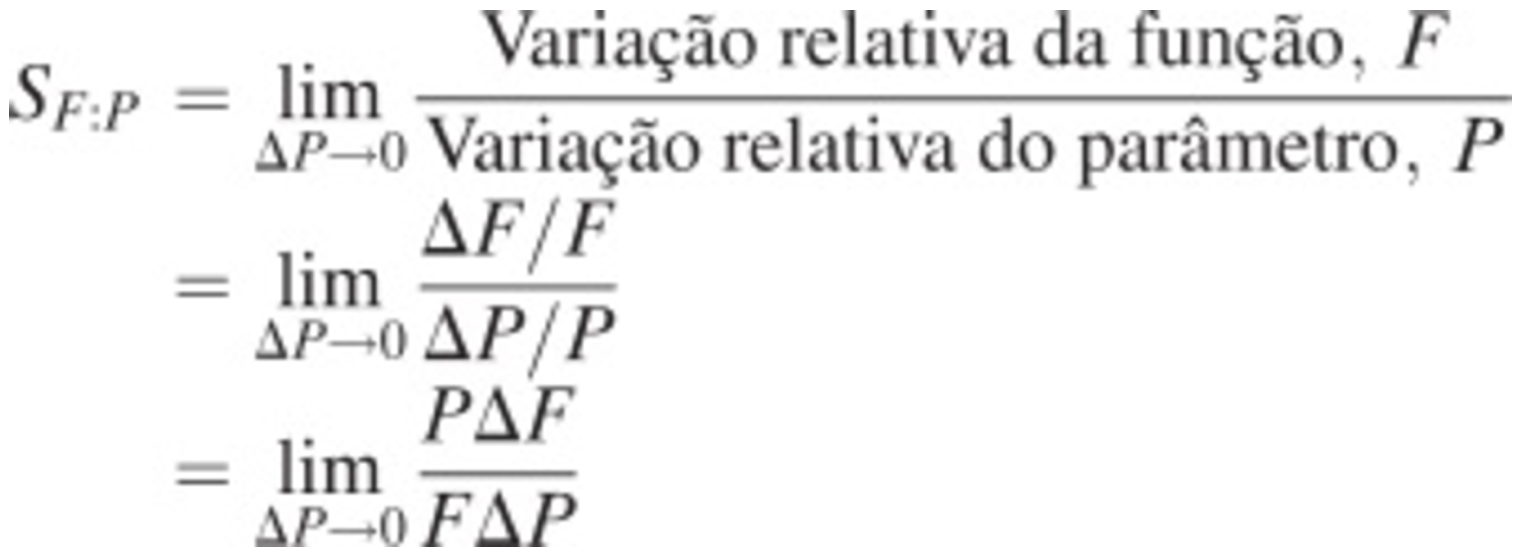 S_{F:P} = lim_{ΔP→0} Variação relativa da função, F / Variação relativa do parâmetro, P
= lim_{ΔP→0} (ΔF/F) / (ΔP/P)
= lim_{ΔP→0} PΔF / FΔP